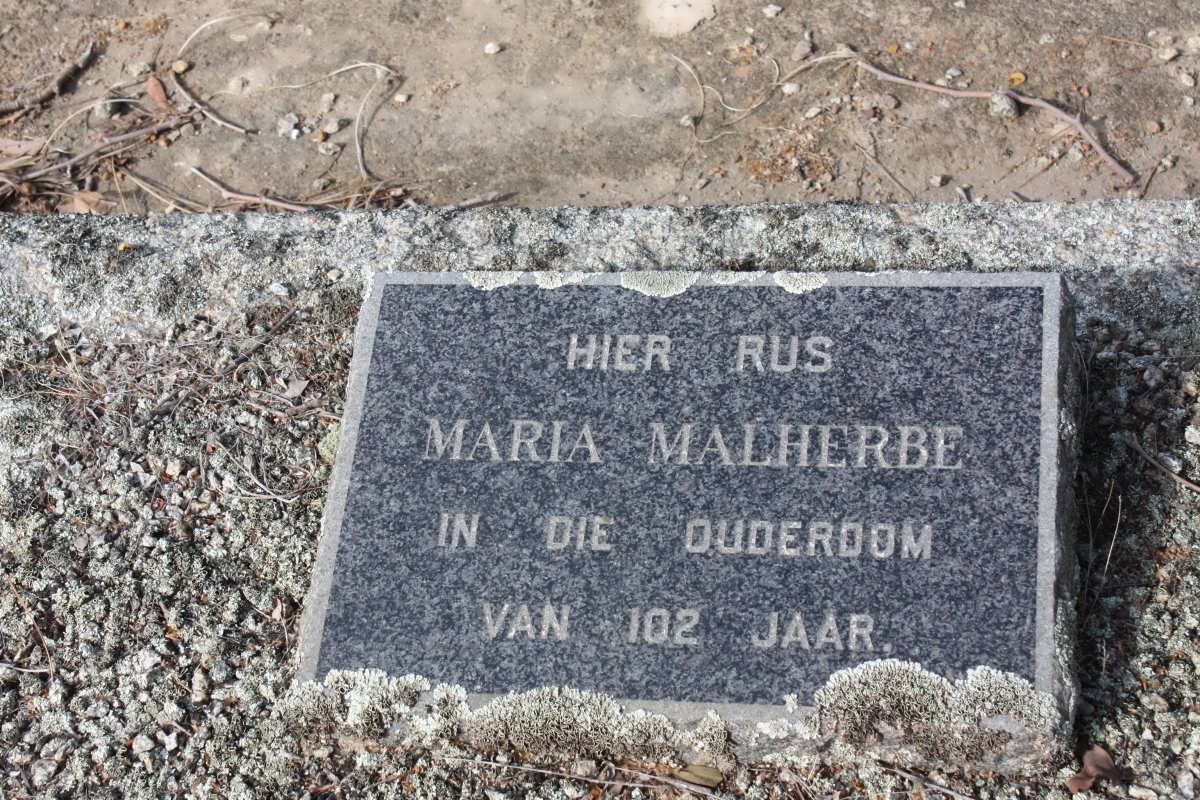 HIER RUS
MARIA MALHERBE
IN DIE OUDERDOM
VAN 102 JAAR.